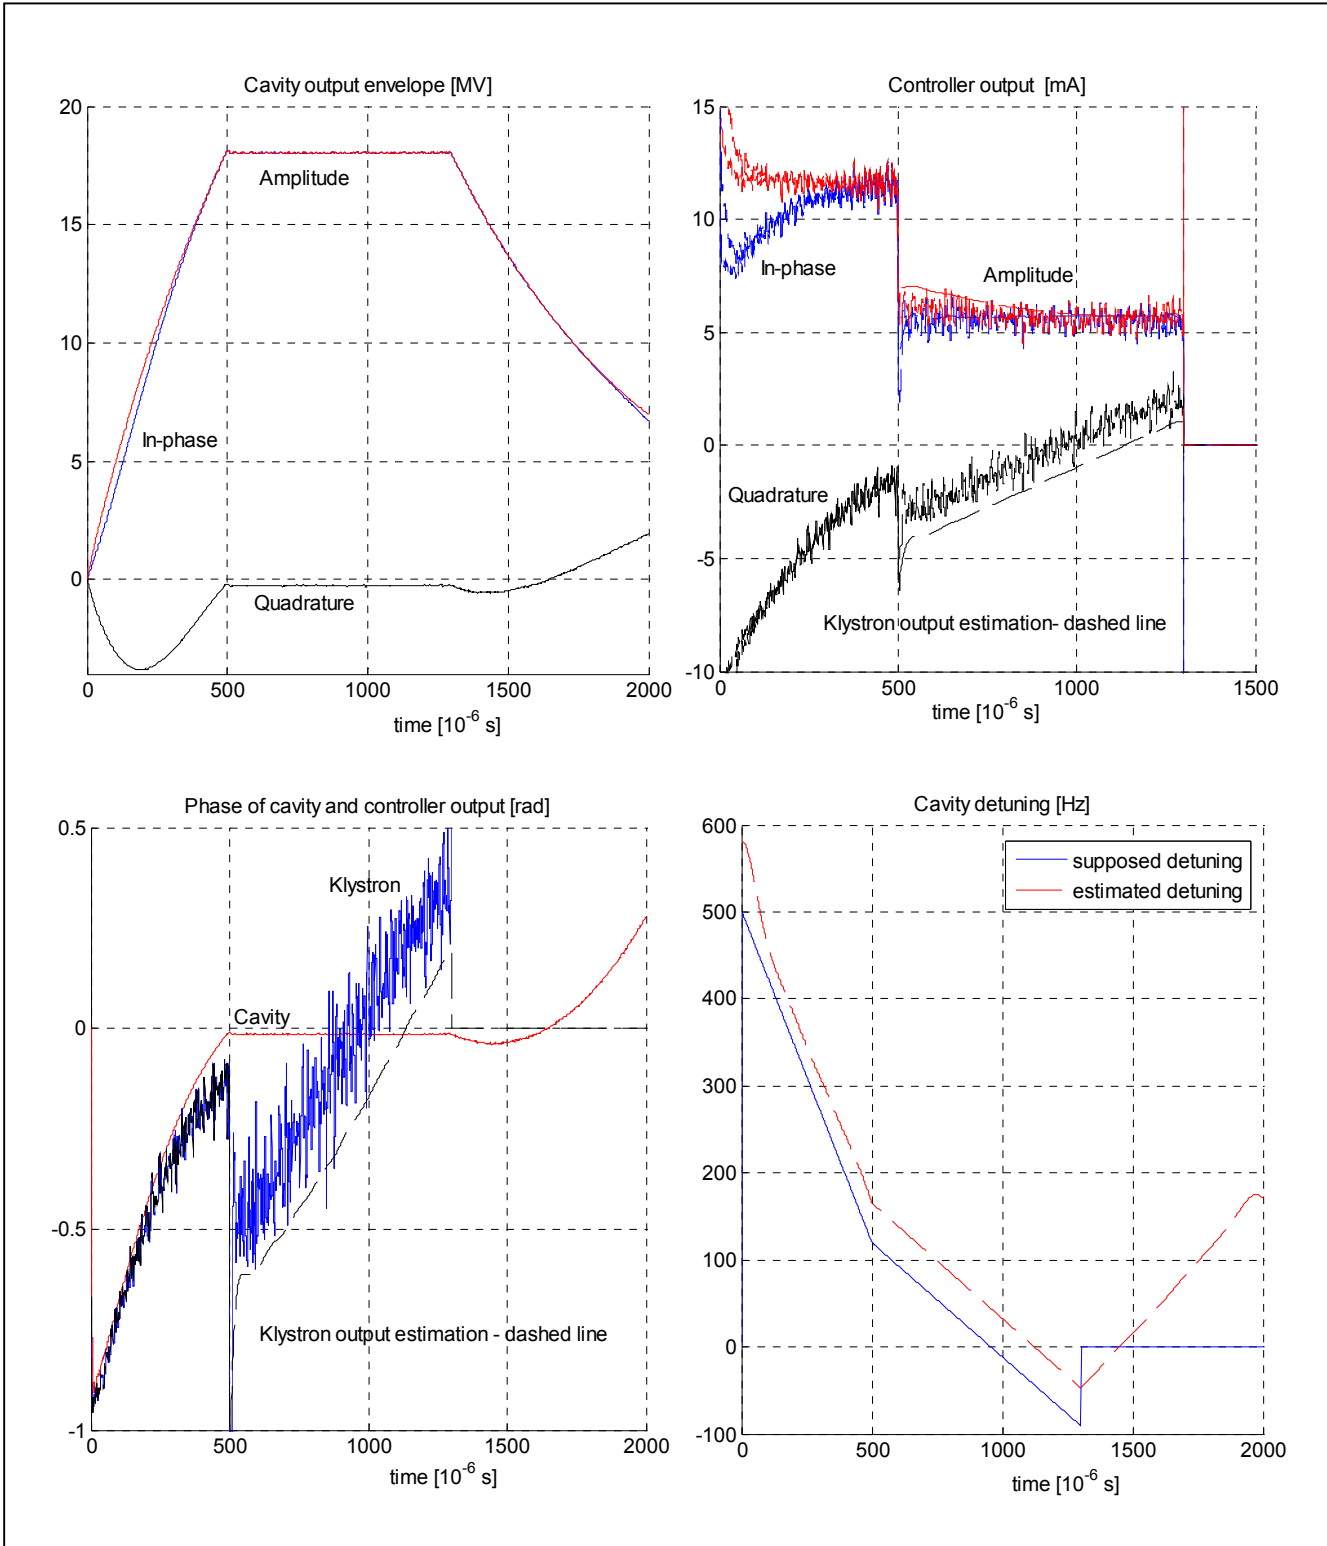 Cavity output envelope [MV]
20
15
10
5
0
Amplitude
In-phase
Quadrature
0
500
1000
1500
2000
time [10-6 s]
Controller output [mA]
15
10
5
0
-5
-10
In-phase
Amplitude
Quadrature
Klystron output estimation- dashed line
0
500
1000
1500
time [10-6 s]
Phase of cavity and controller output [rad]
0.5
0
-0.5
-1
Klystron
Cavity
Klystron output estimation - dashed line
0
500
1000
1500
2000
time [10-6 s]
Cavity detuning [Hz]
600
500
400
300
200
100
0
-100
supposed detuning
estimated detuning
0
500
1000
1500
2000
time [10-6 s]